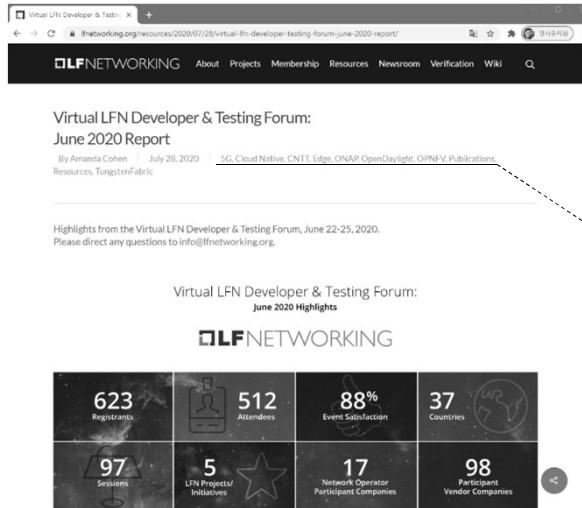 Virtual LFN Developer & Testing
lfnetworking.org/resources/2020/07/28/virtual-lfn-developer-testing-forum-june-2020-report/
LFNETWORKING About Projects Membership Resources Newsroom Verification Wiki
Virtual LFN Developer & Testing Forum:
June 2020 Report
By Amanda Cohen July 28, 2020 5G, Cloud Native, CNTT, Edge, ONAP, OpenDaylight, OPNFV, Publications,
Resources, TungstenFabric
Highlights from the Virtual LFN Developer & Testing Forum, June 22-25, 2020.
Please direct any questions to info@lfnetworking.org.
Virtual LFN Developer & Testing Forum:
June 2020 Highlights
LFNETWORKING
623 512 88% 37
Registrants Attendees Event Satisfaction Countries
97 5 17 98
Sessions LFN Projects/ Network Operator Participant
Initiatives Participant Companies Vendor Companies